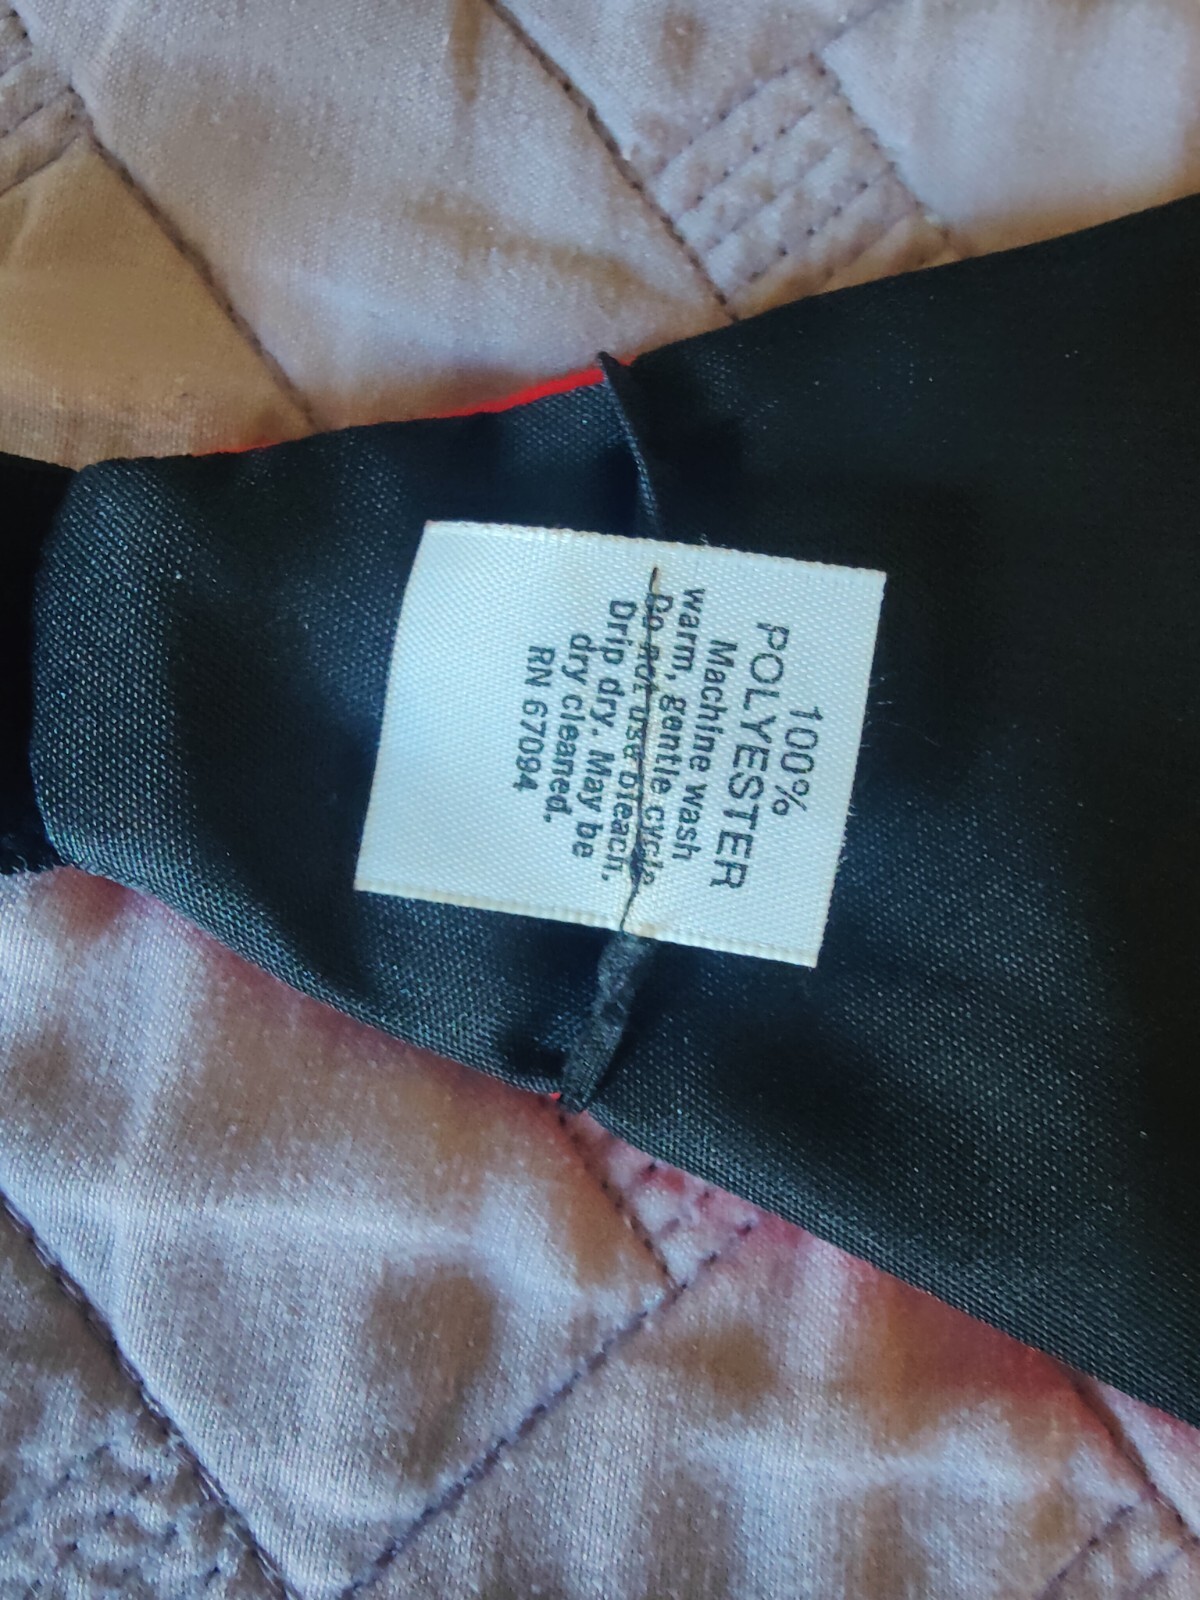 100%
POLYESTER
Machine wash
warm, gentle cycle
Do not use bleach.
Drip dry. May be
dry cleaned.
RN 67094